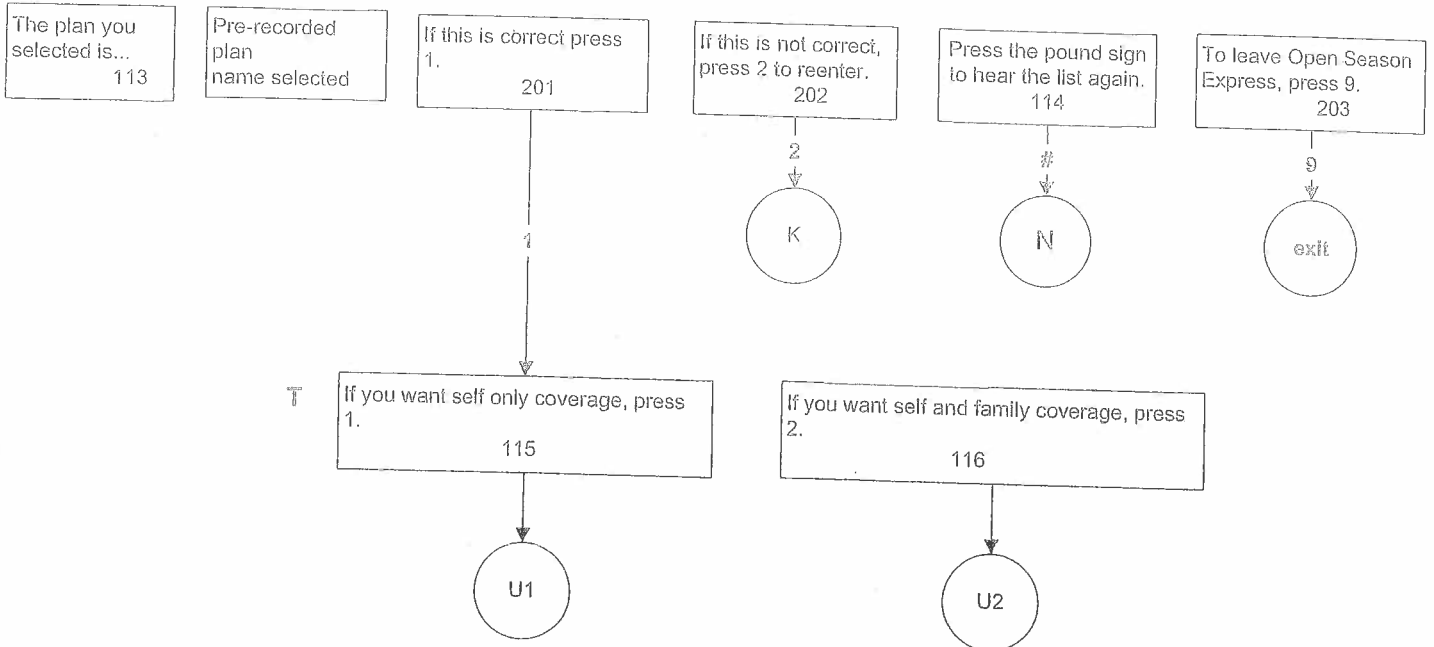 The plan you
selected is...
113
Pre-recorded
plan
name selected
If this is correct press
1.
201
If this is not correct,
press 2 to reenter.
202
Press the pound sign
to hear the list again.
114
To leave Open Season
Express, press 9.
203
1
2
#
9
K
N
exit
T
If you want self only coverage, press
1.
115
If you want self and family coverage, press
2.
116
U1
U2